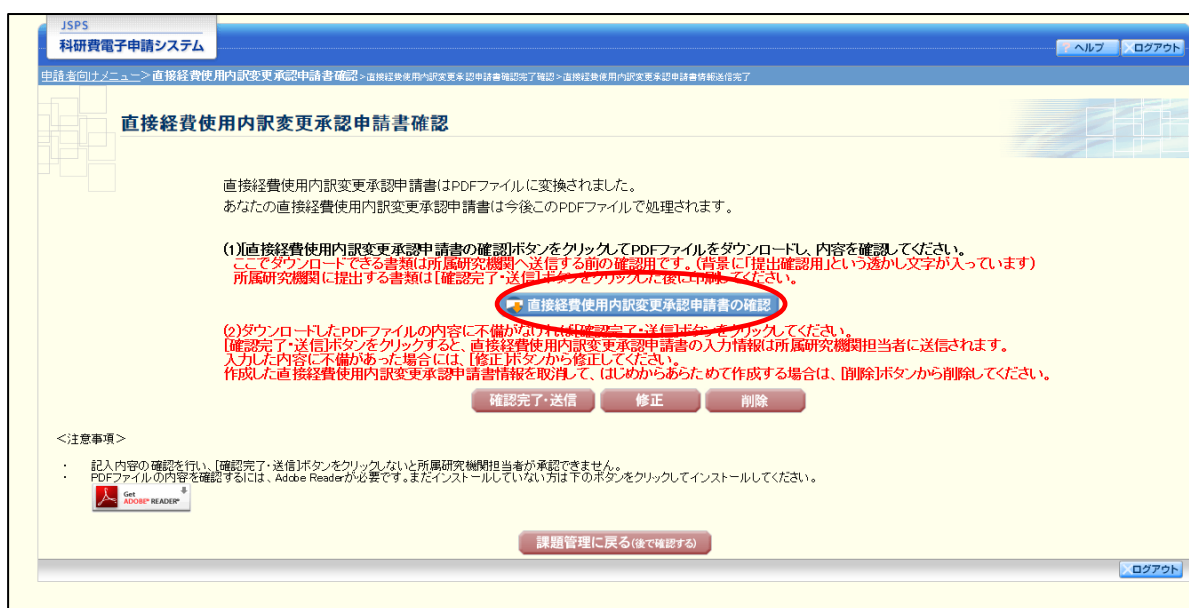 JSPS
科研費電子申請システム
ヘルプ ログアウト
申請者向けメニュー>直接経費使用内訳変更承認申請書確認>直接経費使用内訳変更承認申請書確認完了確認>直接経費使用内訳変更承認申請書情報送信完了
直接経費使用内訳変更承認申請書確認
直接経費使用内訳変更承認申請書はPDFファイルに変換されました。
あなたの直接経費使用内訳変更承認申請書は今後このPDFファイルで処理されます。
(1)[直接経費使用内訳変更承認申請書の確認]ボタンをクリックしてPDFファイルをダウンロードし、内容を確認してください。
ここでダウンロードできる書類は所属研究機関へ送信する前の確認用です。(背景に「提出確認用」という透かし文字が入っています)
所属研究機関に提出する書類は[確認完了・送信]ボタンをクリックした後に印刷してください。
直接経費使用内訳変更承認申請書の確認
(2)ダウンロードしたPDFファイルの内容に不備がなければ[確認完了・送信]ボタンをクリックしてください。
[確認完了・送信]ボタンをクリックすると、直接経費使用内訳変更承認申請書の入力情報は所属研究機関担当者に送信されます。
入力した内容に不備があった場合には、[修正]ボタンから修正してください。
作成した直接経費使用内訳変更承認申請書情報を取消して、はじめからあらためて作成する場合は、[削除]ボタンから削除してください。
確認完了・送信 修正 削除
<注意事項>
・ 記入内容の確認を行い、[確認完了・送信]ボタンをクリックしないと所属研究機関担当者が承認できません。
・ PDFファイルの内容を確認するには、Adobe Readerが必要です。まだインストールしていない方は下のボタンをクリックしてインストールしてください。
Get
ADOBE® READER®
課題管理に戻る(後で確認する)
ログアウト